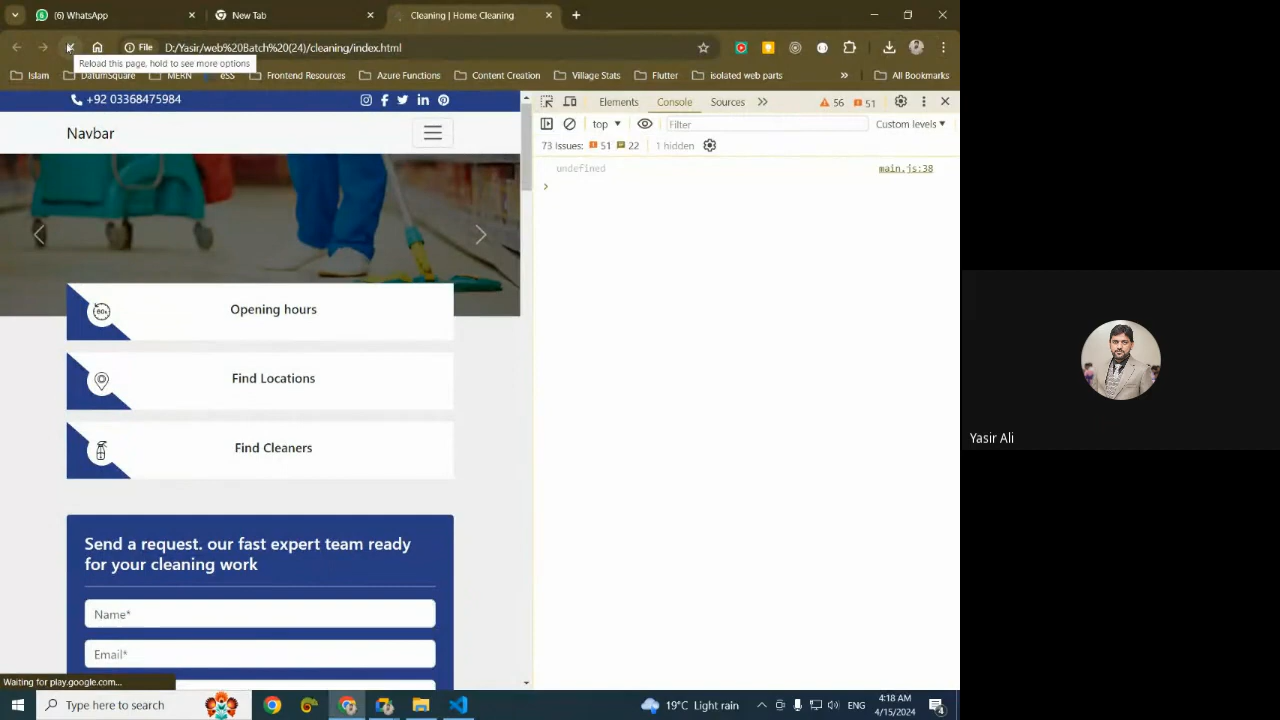 (6) WhatsApp
New Tab
Cleaning | Home Cleaning
File
D:/Yasir/web%20Batch%20(24)/cleaning/index.html
Reload this page, hold to see more options
Islam
DatumSquare
MERN
eSS
Frontend Resources
Azure Functions
Content Creation
Village Stats
Flutter
isolated web parts
»
All Bookmarks
+92 03368475984
Navbar
Opening hours
Find Locations
Find Cleaners
Send a request. our fast expert team ready
for your cleaning work
Name*
Email*
Waiting for play.google.com...
Elements
Console
Sources
56
51
top
Filter
Custom levels
73 Issues:
51
22
1 hidden
undefined
main.js:38
Yasir Ali
Type here to search
19°C Light rain
ENG
4:18 AM
4/15/2024
4